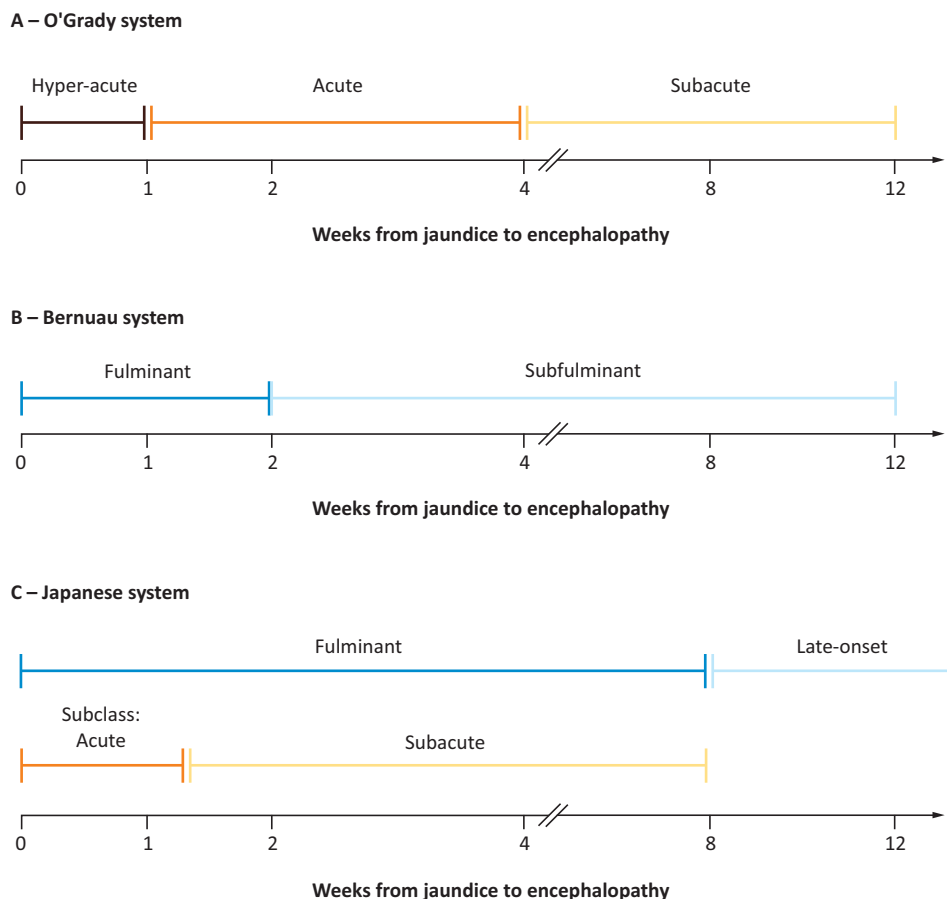 A – O'Grady system
Hyper-acute Acute Subacute
0 1 2 4 8 12
Weeks from jaundice to encephalopathy
B – Bernuau system
Fulminant Subfulminant
0 1 2 4 8 12
Weeks from jaundice to encephalopathy
C – Japanese system
Fulminant Late-onset
Subclass:
Acute Subacute
0 1 2 4 8 12
Weeks from jaundice to encephalopathy